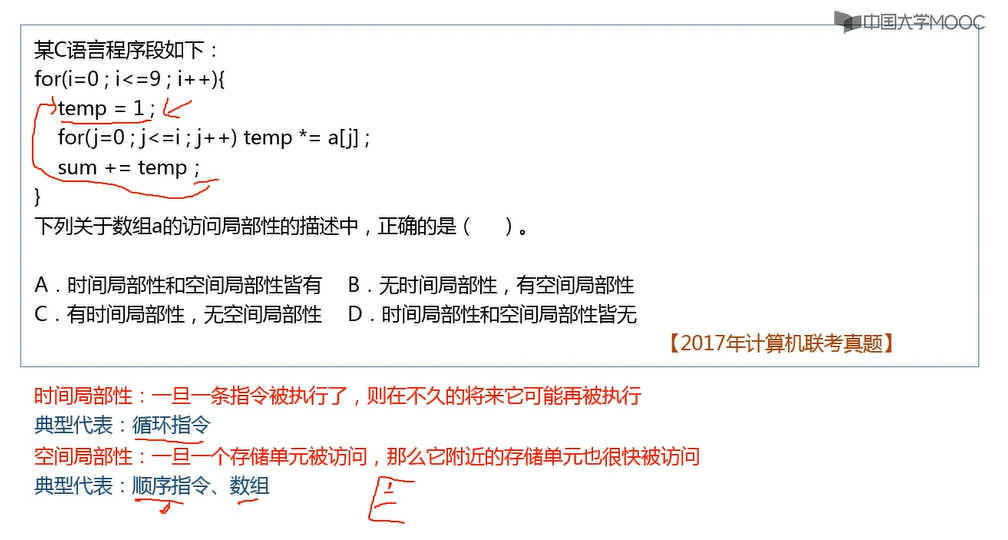 中国大学MOOC
某C语言程序段如下：
for(i=0 ; i<=9 ; i++){
temp = 1 ;
for(j=0 ; j<=i ; j++) temp *= a[j] ;
sum += temp ;
}
下列关于数组a的访问局部性的描述中，正确的是（　　）。
A．时间局部性和空间局部性皆有　B．无时间局部性，有空间局部性
C．有时间局部性，无空间局部性　D．时间局部性和空间局部性皆无
【2017年计算机联考真题】
时间局部性：一旦一条指令被执行了，则在不久的将来它可能再被执行
典型代表：循环指令
空间局部性：一旦一个存储单元被访问，那么它附近的存储单元也很快被访问
典型代表：顺序指令、数组